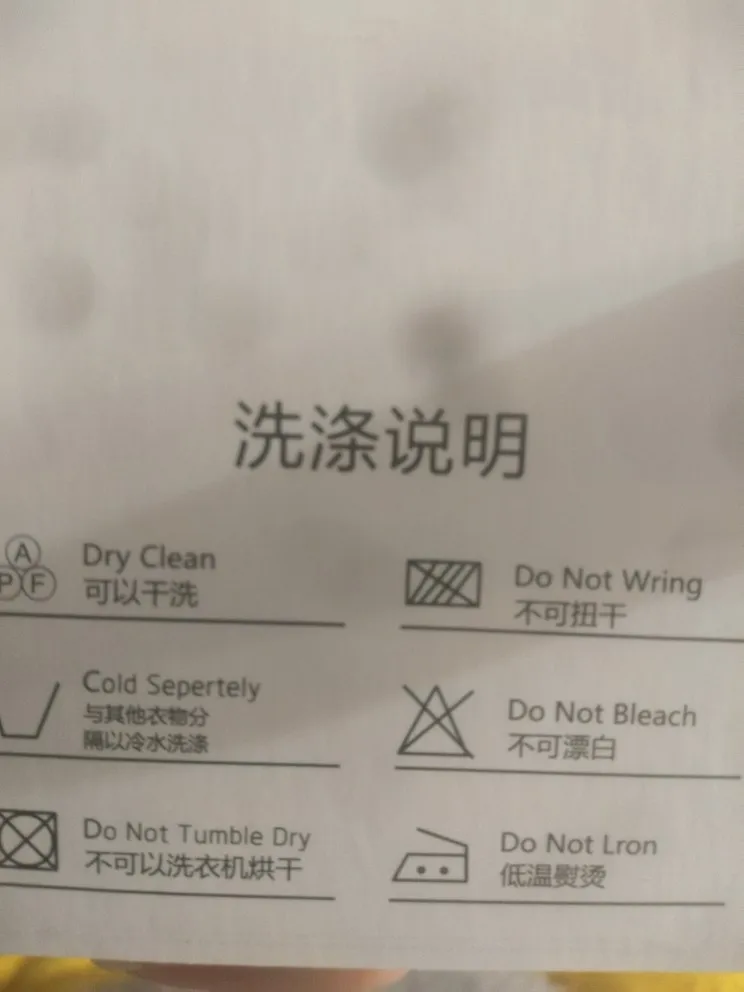 洗涤说明
A
P F
Dry Clean
可以干洗
Do Not Wring
不可扭干
Cold Sepertely
与其他衣物分
隔以冷水洗涤
Do Not Bleach
不可漂白
Do Not Tumble Dry
不可以洗衣机烘干
Do Not Lron
低温熨烫